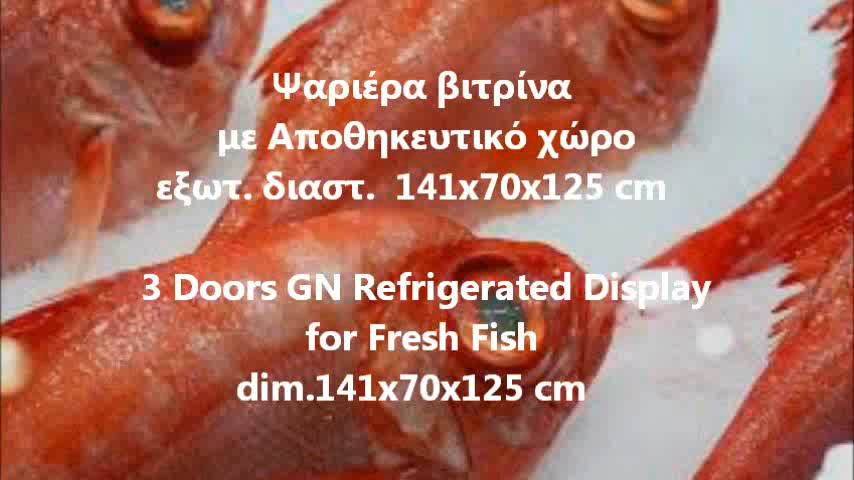 Ψαριέρα βιτρίνα
με Αποθηκευτικό χώρο
εξωτ. διαστ.  141x70x125 cm
3 Doors GN Refrigerated Display
for Fresh Fish
dim.141x70x125 cm